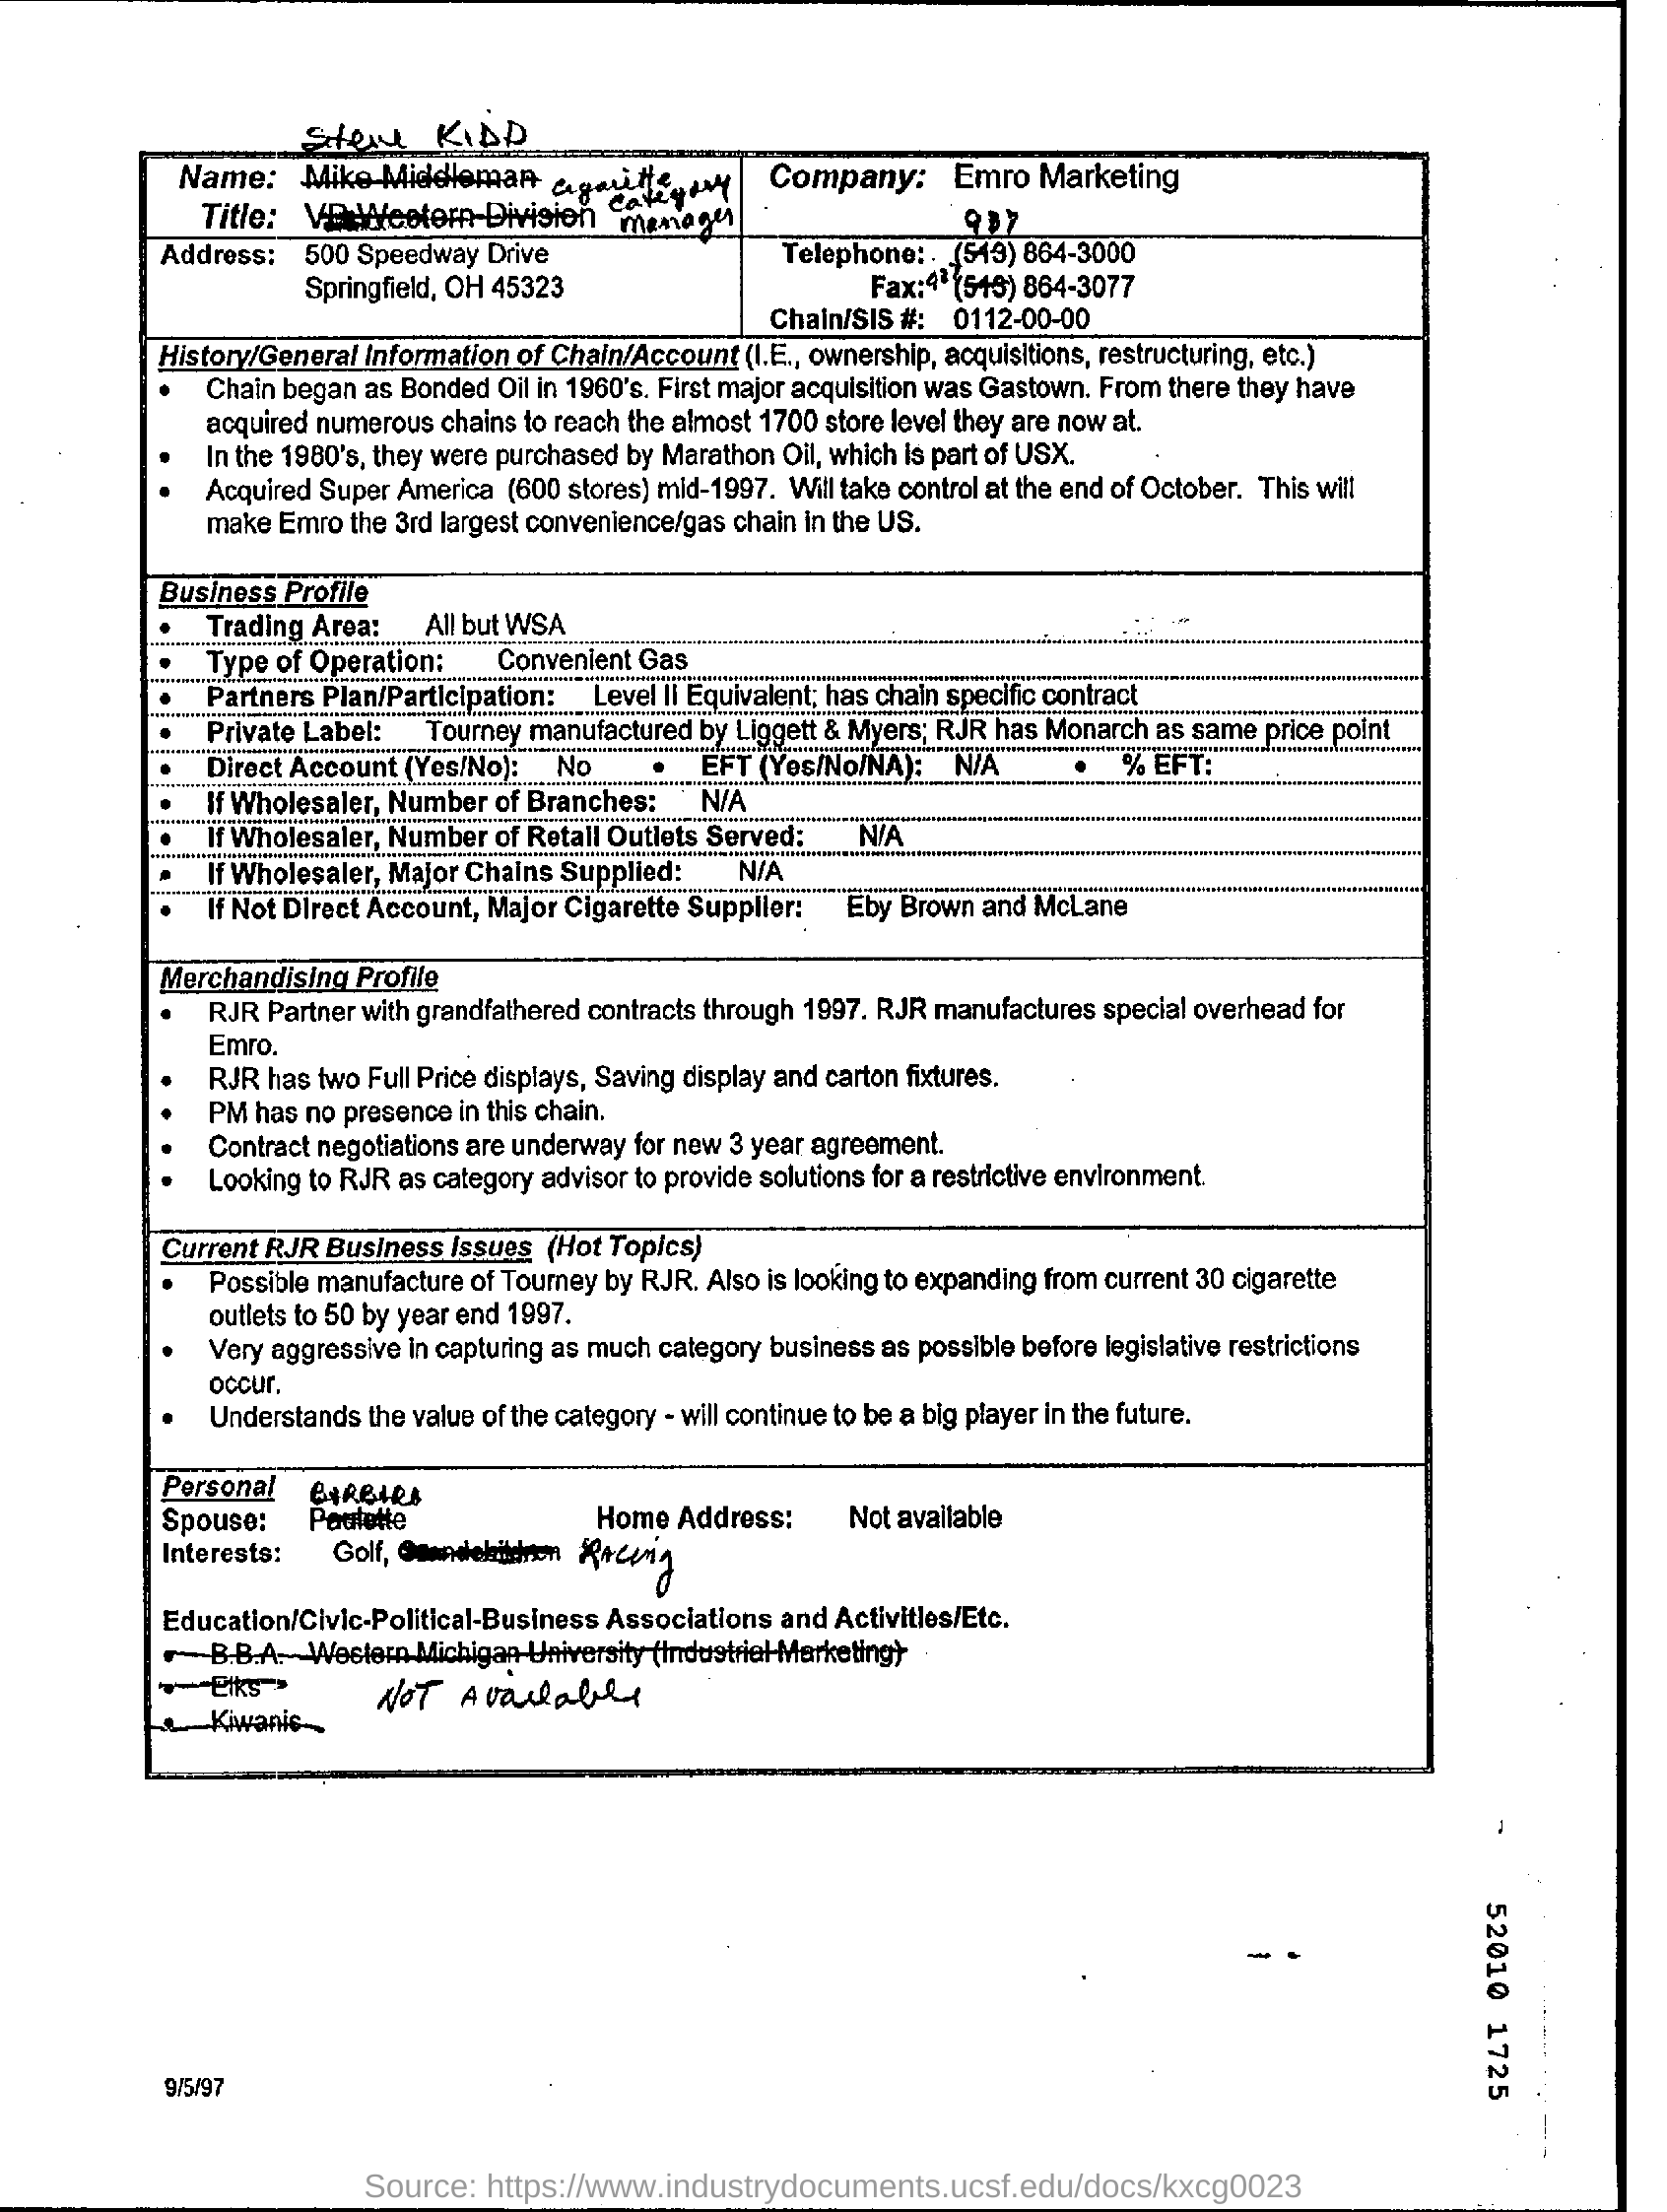 Steve KIDD
Name: Mike Middleman cigarette category manager
Title: VP Western Division
Company: Emro Marketing
937
Address: 500 Speedway Drive
Springfield, OH 45323
Telephone: (513) 864-3000
Fax: (513) 864-3077
Chain/SIS #: 0112-00-00
History/General Information of Chain/Account (I.E., ownership, acquisitions, restructuring, etc.)
• Chain began as Bonded Oil in 1960's. First major acquisition was Gastown. From there they have
acquired numerous chains to reach the almost 1700 store level they are now at.
• In the 1980's, they were purchased by Marathon Oil, which is part of USX.
• Acquired Super America (600 stores) mid-1997. Will take control at the end of October. This will
make Emro the 3rd largest convenience/gas chain in the US.
Business Profile
• Trading Area: All but WSA
• Type of Operation: Convenient Gas
• Partners Plan/Participation: Level II Equivalent; has chain specific contract
• Private Label: Tourney manufactured by Liggett & Myers; RJR has Monarch as same price point
• Direct Account (Yes/No): No • EFT (Yes/No/NA): N/A • % EFT:
• If Wholesaler, Number of Branches: N/A
• If Wholesaler, Number of Retail Outlets Served: N/A
• If Wholesaler, Major Chains Supplied: N/A
• If Not Direct Account, Major Cigarette Supplier: Eby Brown and McLane
Merchandising Profile
• RJR Partner with grandfathered contracts through 1997. RJR manufactures special overhead for
Emro.
• RJR has two Full Price displays, Saving display and carton fixtures.
• PM has no presence in this chain.
• Contract negotiations are underway for new 3 year agreement.
• Looking to RJR as category advisor to provide solutions for a restrictive environment.
Current RJR Business Issues (Hot Topics)
• Possible manufacture of Tourney by RJR. Also is looking to expanding from current 30 cigarette
outlets to 50 by year end 1997.
• Very aggressive in capturing as much category business as possible before legislative restrictions
occur.
• Understands the value of the category - will continue to be a big player in the future.
Personal
BARBARA
Spouse: Paulette Home Address: Not available
Interests: Golf, Grandchildren Racing
Education/Civic-Political-Business Associations and Activities/Etc.
• B.B.A. Western Michigan University (Industrial Marketing)
• Elks
NOT Available
• Kiwanis
52010 1725
9/5/97
Source: https://www.industrydocuments.ucsf.edu/docs/kxcg0023